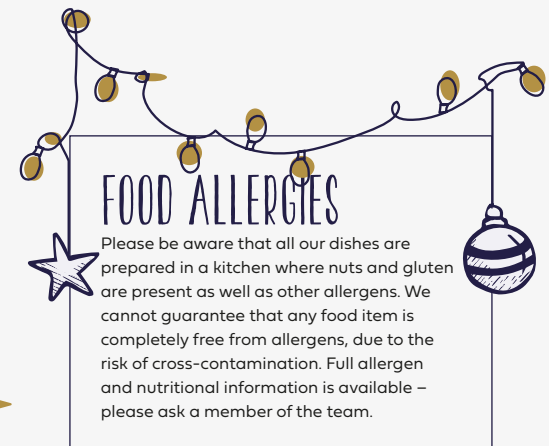 FOOD ALLERGIES
Please be aware that all our dishes are
prepared in a kitchen where nuts and gluten
are present as well as other allergens. We
cannot guarantee that any food item is
completely free from allergens, due to the
risk of cross-contamination. Full allergen
and nutritional information is available –
please ask a member of the team.